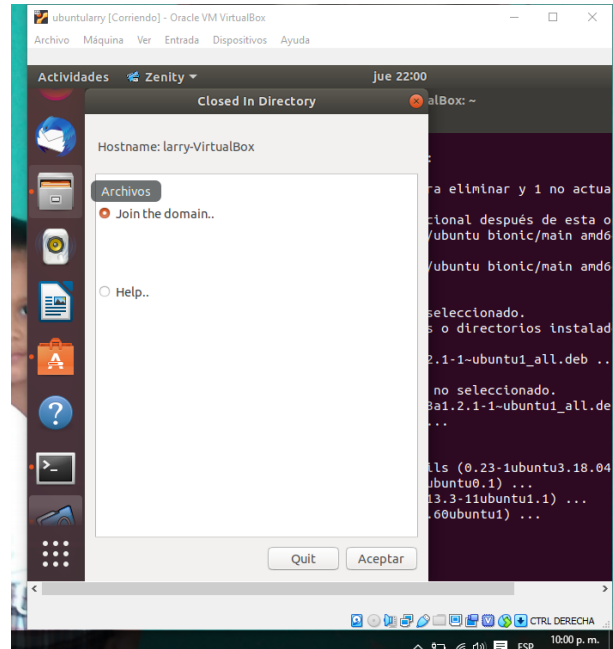 ubuntularry [Corriendo] - Oracle VM VirtualBox
Archivo Máquina Ver Entrada Dispositivos Ayuda
Actividades Zenity jue 22:00
Closed In Directory
alBox: ~
Hostname: larry-VirtualBox
:
ra eliminar y 1 no actua
Archivos
Join the domain..
cional después de esta o
/ubuntu bionic/main amd6
/ubuntu bionic/main amd6
Help..
seleccionado.
s o directorios instalad
2.1-1~ubuntu1_all.deb ..
no seleccionado.
3a1.2.1-1~ubuntu1_all.de
...
ils (0.23-1ubuntu3.18.04
ubuntu0.1) ...
13.3-11ubuntu1.1) ...
.60ubuntu1) ...
Quit Aceptar
CTRL DERECHA
ESP 10:00 p. m.